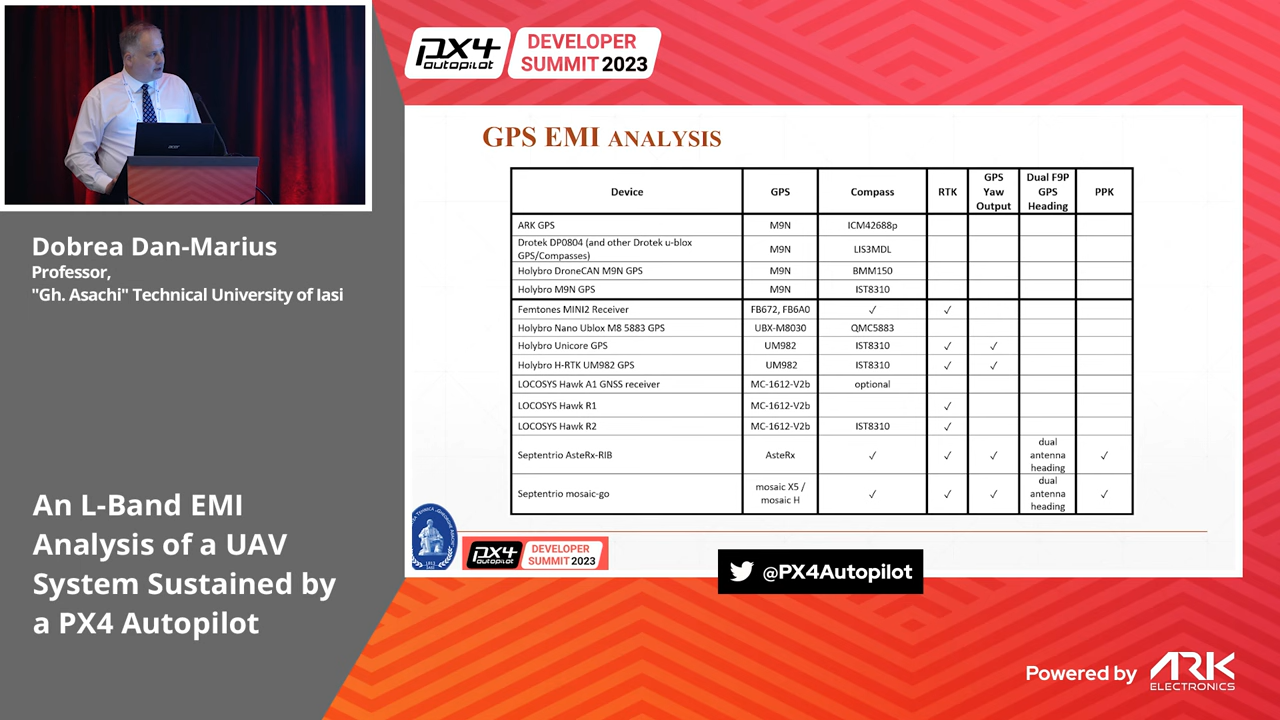 PX4 autopilot
DEVELOPER
SUMMIT 2023
Dobrea Dan-Marius
Professor,
"Gh. Asachi" Technical University of Iasi
An L-Band EMI
Analysis of a UAV
System Sustained by
a PX4 Autopilot
GPS EMI ANALYSIS
Device GPS Compass RTK GPS Yaw Output Dual F9P GPS Heading PPK
ARK GPS M9N ICM42688p
Drotek DP0804 (and other Drotek u-blox GPS/Compasses) M9N LIS3MDL
Holybro DroneCAN M9N GPS M9N BMM150
Holybro M9N GPS M9N IST8310
Femtones MINI2 Receiver FB672, FB6A0 ✓ ✓
Holybro Nano Ublox M8 5883 GPS UBX-M8030 QMC5883
Holybro Unicore GPS UM982 IST8310 ✓ ✓
Holybro H-RTK UM982 GPS UM982 IST8310 ✓ ✓
LOCOSYS Hawk A1 GNSS receiver MC-1612-V2b optional
LOCOSYS Hawk R1 MC-1612-V2b ✓
LOCOSYS Hawk R2 MC-1612-V2b IST8310 ✓
Septentrio AsteRx-RIB AsteRx ✓ ✓ ✓ dual antenna heading ✓
Septentrio mosaic-go mosaic X5 / mosaic H ✓ ✓ ✓ dual antenna heading ✓
PX4 autopilot
DEVELOPER
SUMMIT 2023
@PX4Autopilot
Powered by ARK
ELECTRONICS